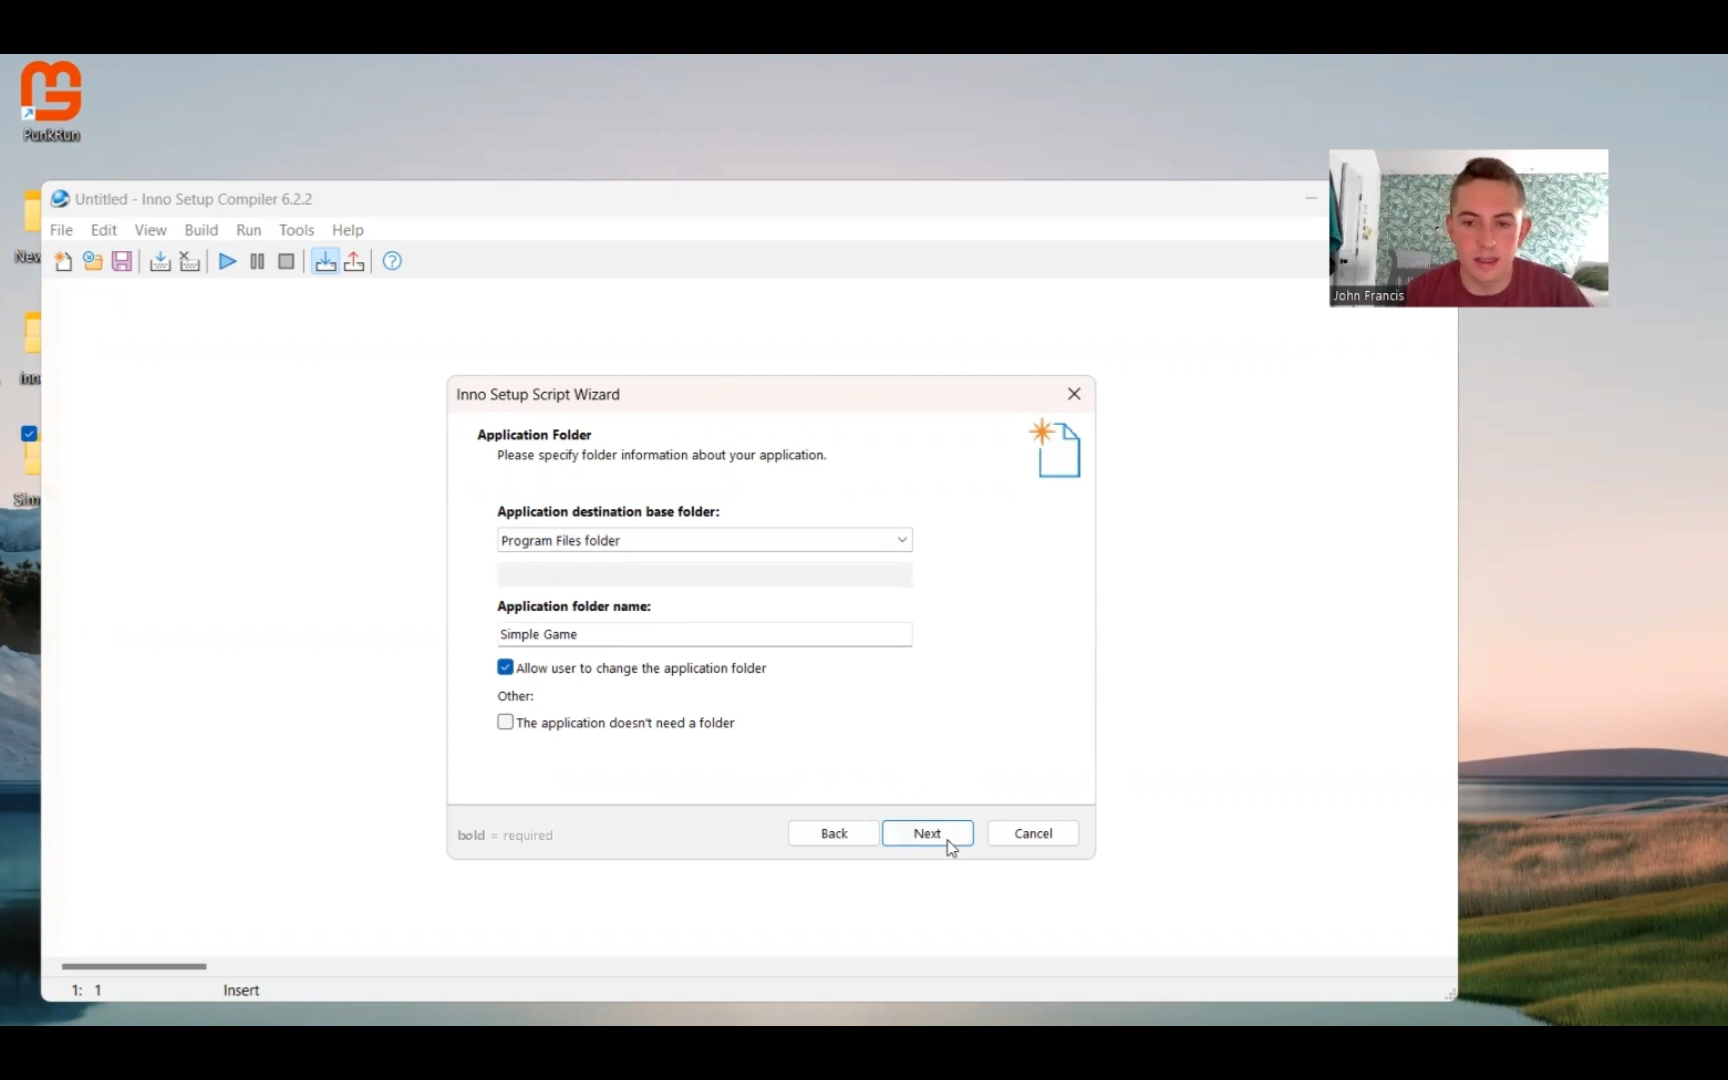 PunkRun
Untitled - Inno Setup Compiler 6.2.2
File Edit View Build Run Tools Help
New
John Francis
inn
Sim
Inno Setup Script Wizard
Application Folder
Please specify folder information about your application.
Application destination base folder:
Program Files folder
Application folder name:
Simple Game
Allow user to change the application folder
Other:
The application doesn't need a folder
bold = required
Back Next Cancel
1: 1 Insert